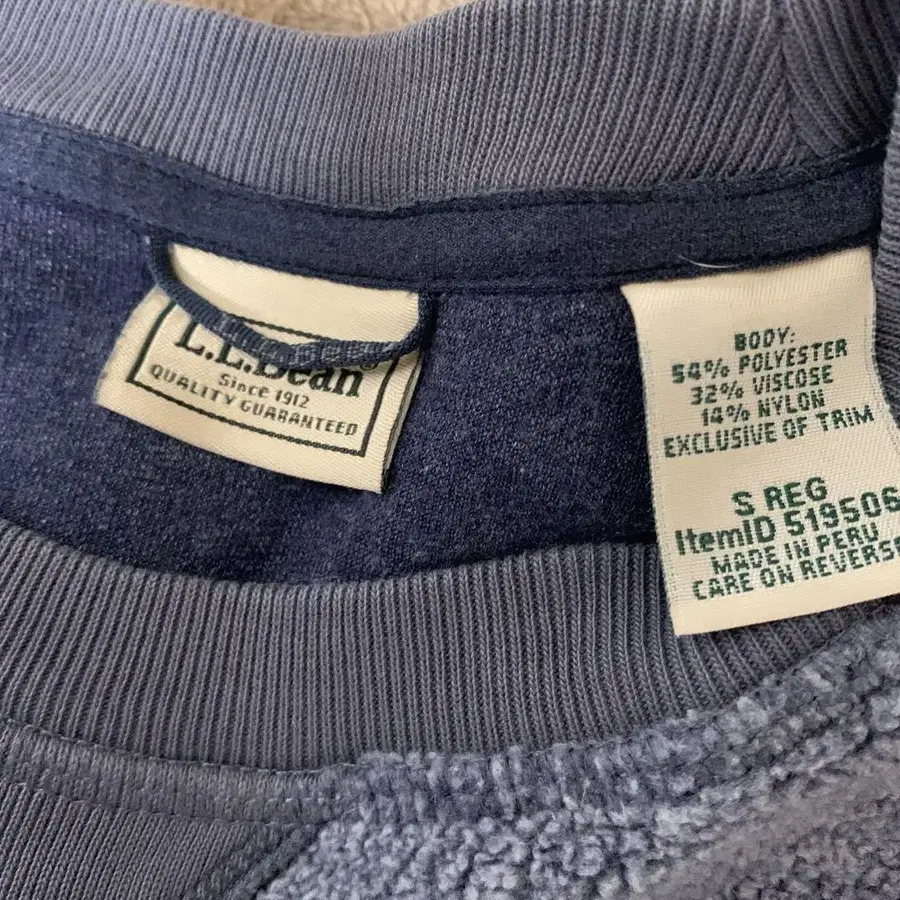 L.L.Bean®
Since 1912
QUALITY GUARANTEED
BODY:
54% POLYESTER
32% VISCOSE
14% NYLON
EXCLUSIVE OF TRIM
S REG
ItemID 519506
MADE IN PERU
CARE ON REVERSE